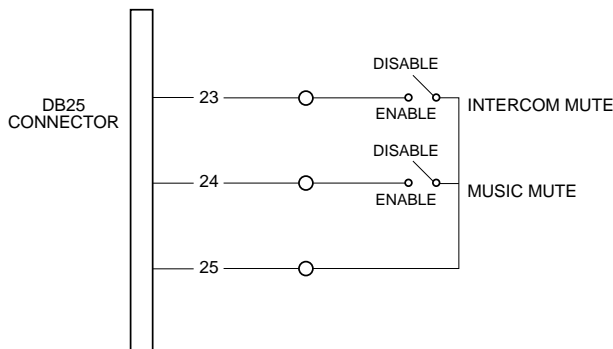 DISABLE
23
DB25
CONNECTOR
ENABLE
INTERCOM MUTE
DISABLE
24
ENABLE
MUSIC MUTE
25